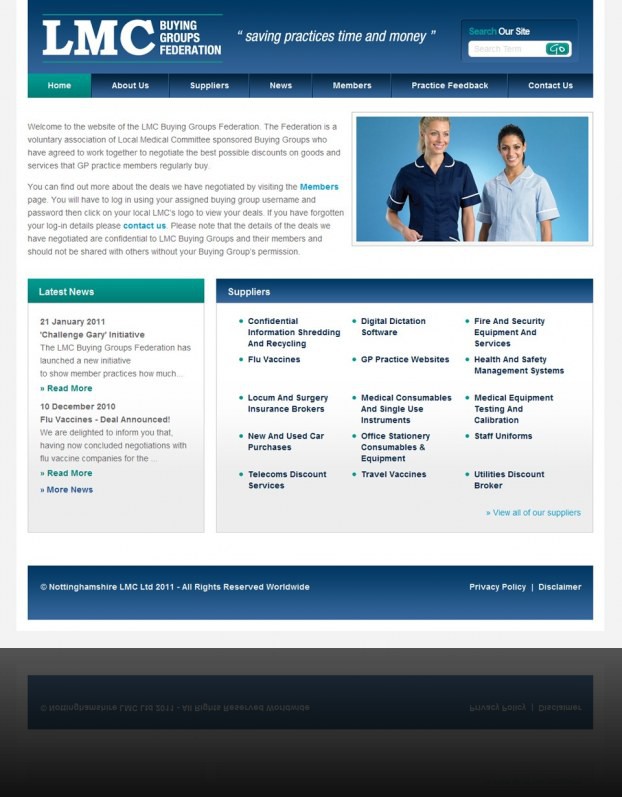 LMC BUYING
GROUPS
FEDERATION
“ saving practices time and money ”
Search Our Site
Search Term GO
Home About Us Suppliers News Members Practice Feedback Contact Us
Welcome to the website of the LMC Buying Groups Federation. The Federation is a
voluntary association of Local Medical Committee sponsored Buying Groups who
have agreed to work together to negotiate the best possible discounts on goods and
services that GP practice members regularly buy.
You can find out more about the deals we have negotiated by visiting the Members
page. You will have to log in using your assigned buying group username and
password then click on your local LMC's logo to view your deals. If you have forgotten
your log-in details please contact us. Please note that the details of the deals we
have negotiated are confidential to LMC Buying Groups and their members and
should not be shared with others without your Buying Group's permission.
Latest News
21 January 2011
'Challenge Gary' Initiative
The LMC Buying Groups Federation has
launched a new initiative
to show member practices how much...
» Read More
10 December 2010
Flu Vaccines - Deal Announced!
We are delighted to inform you that,
having now concluded negotiations with
flu vaccine companies for the ...
» Read More
» More News
Suppliers
Confidential
Information Shredding
And Recycling
Digital Dictation
Software
Fire And Security
Equipment And
Services
Flu Vaccines
GP Practice Websites
Health And Safety
Management Systems
Locum And Surgery
Insurance Brokers
Medical Consumables
And Single Use
Instruments
Medical Equipment
Testing And
Calibration
New And Used Car
Purchases
Office Stationery
Consumables &
Equipment
Staff Uniforms
Telecoms Discount
Services
Travel Vaccines
Utilities Discount
Broker
» View all of our suppliers
© Nottinghamshire LMC Ltd 2011 - All Rights Reserved Worldwide
Privacy Policy | Disclaimer
© Nottinghamshire LMC Ltd 2011 - All Rights Reserved Worldwide
Privacy Policy | Disclaimer